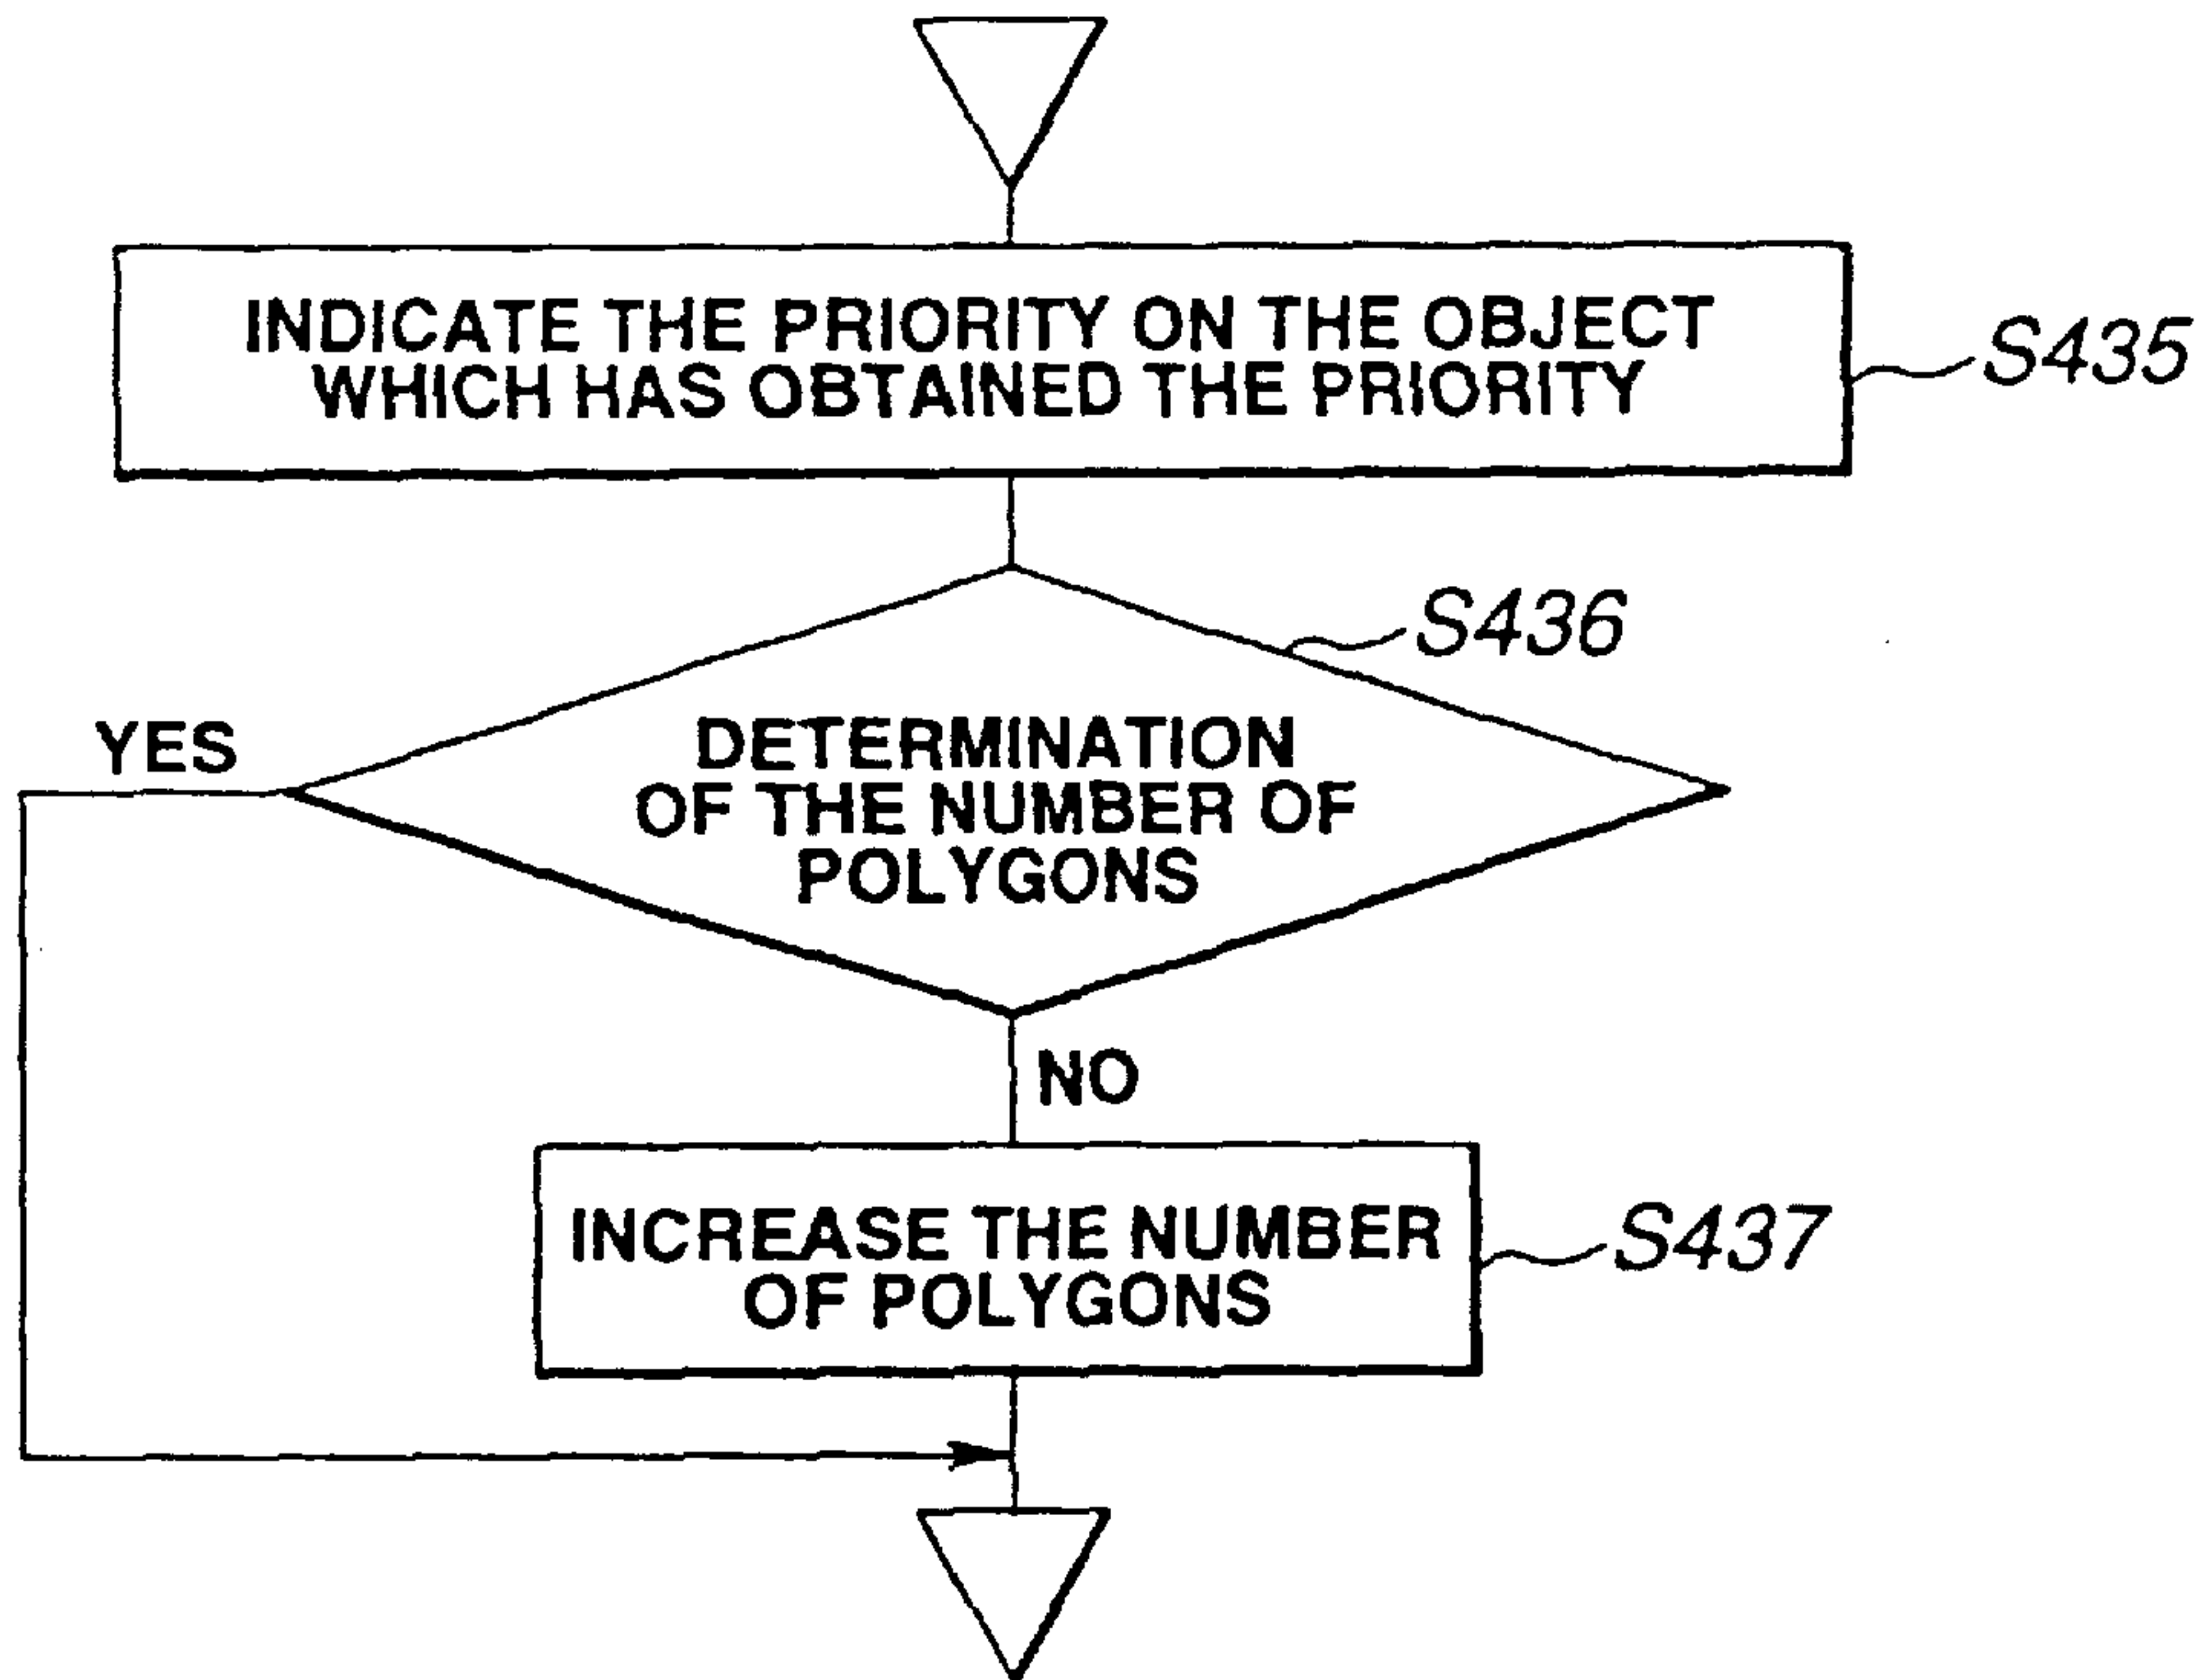 INDICATE THE PRIORITY ON THE OBJECT
WHICH HAS OBTAINED THE PRIORITY
S435
S436
YES
DETERMINATION
OF THE NUMBER OF
POLYGONS
NO
INCREASE THE NUMBER
OF POLYGONS
S437